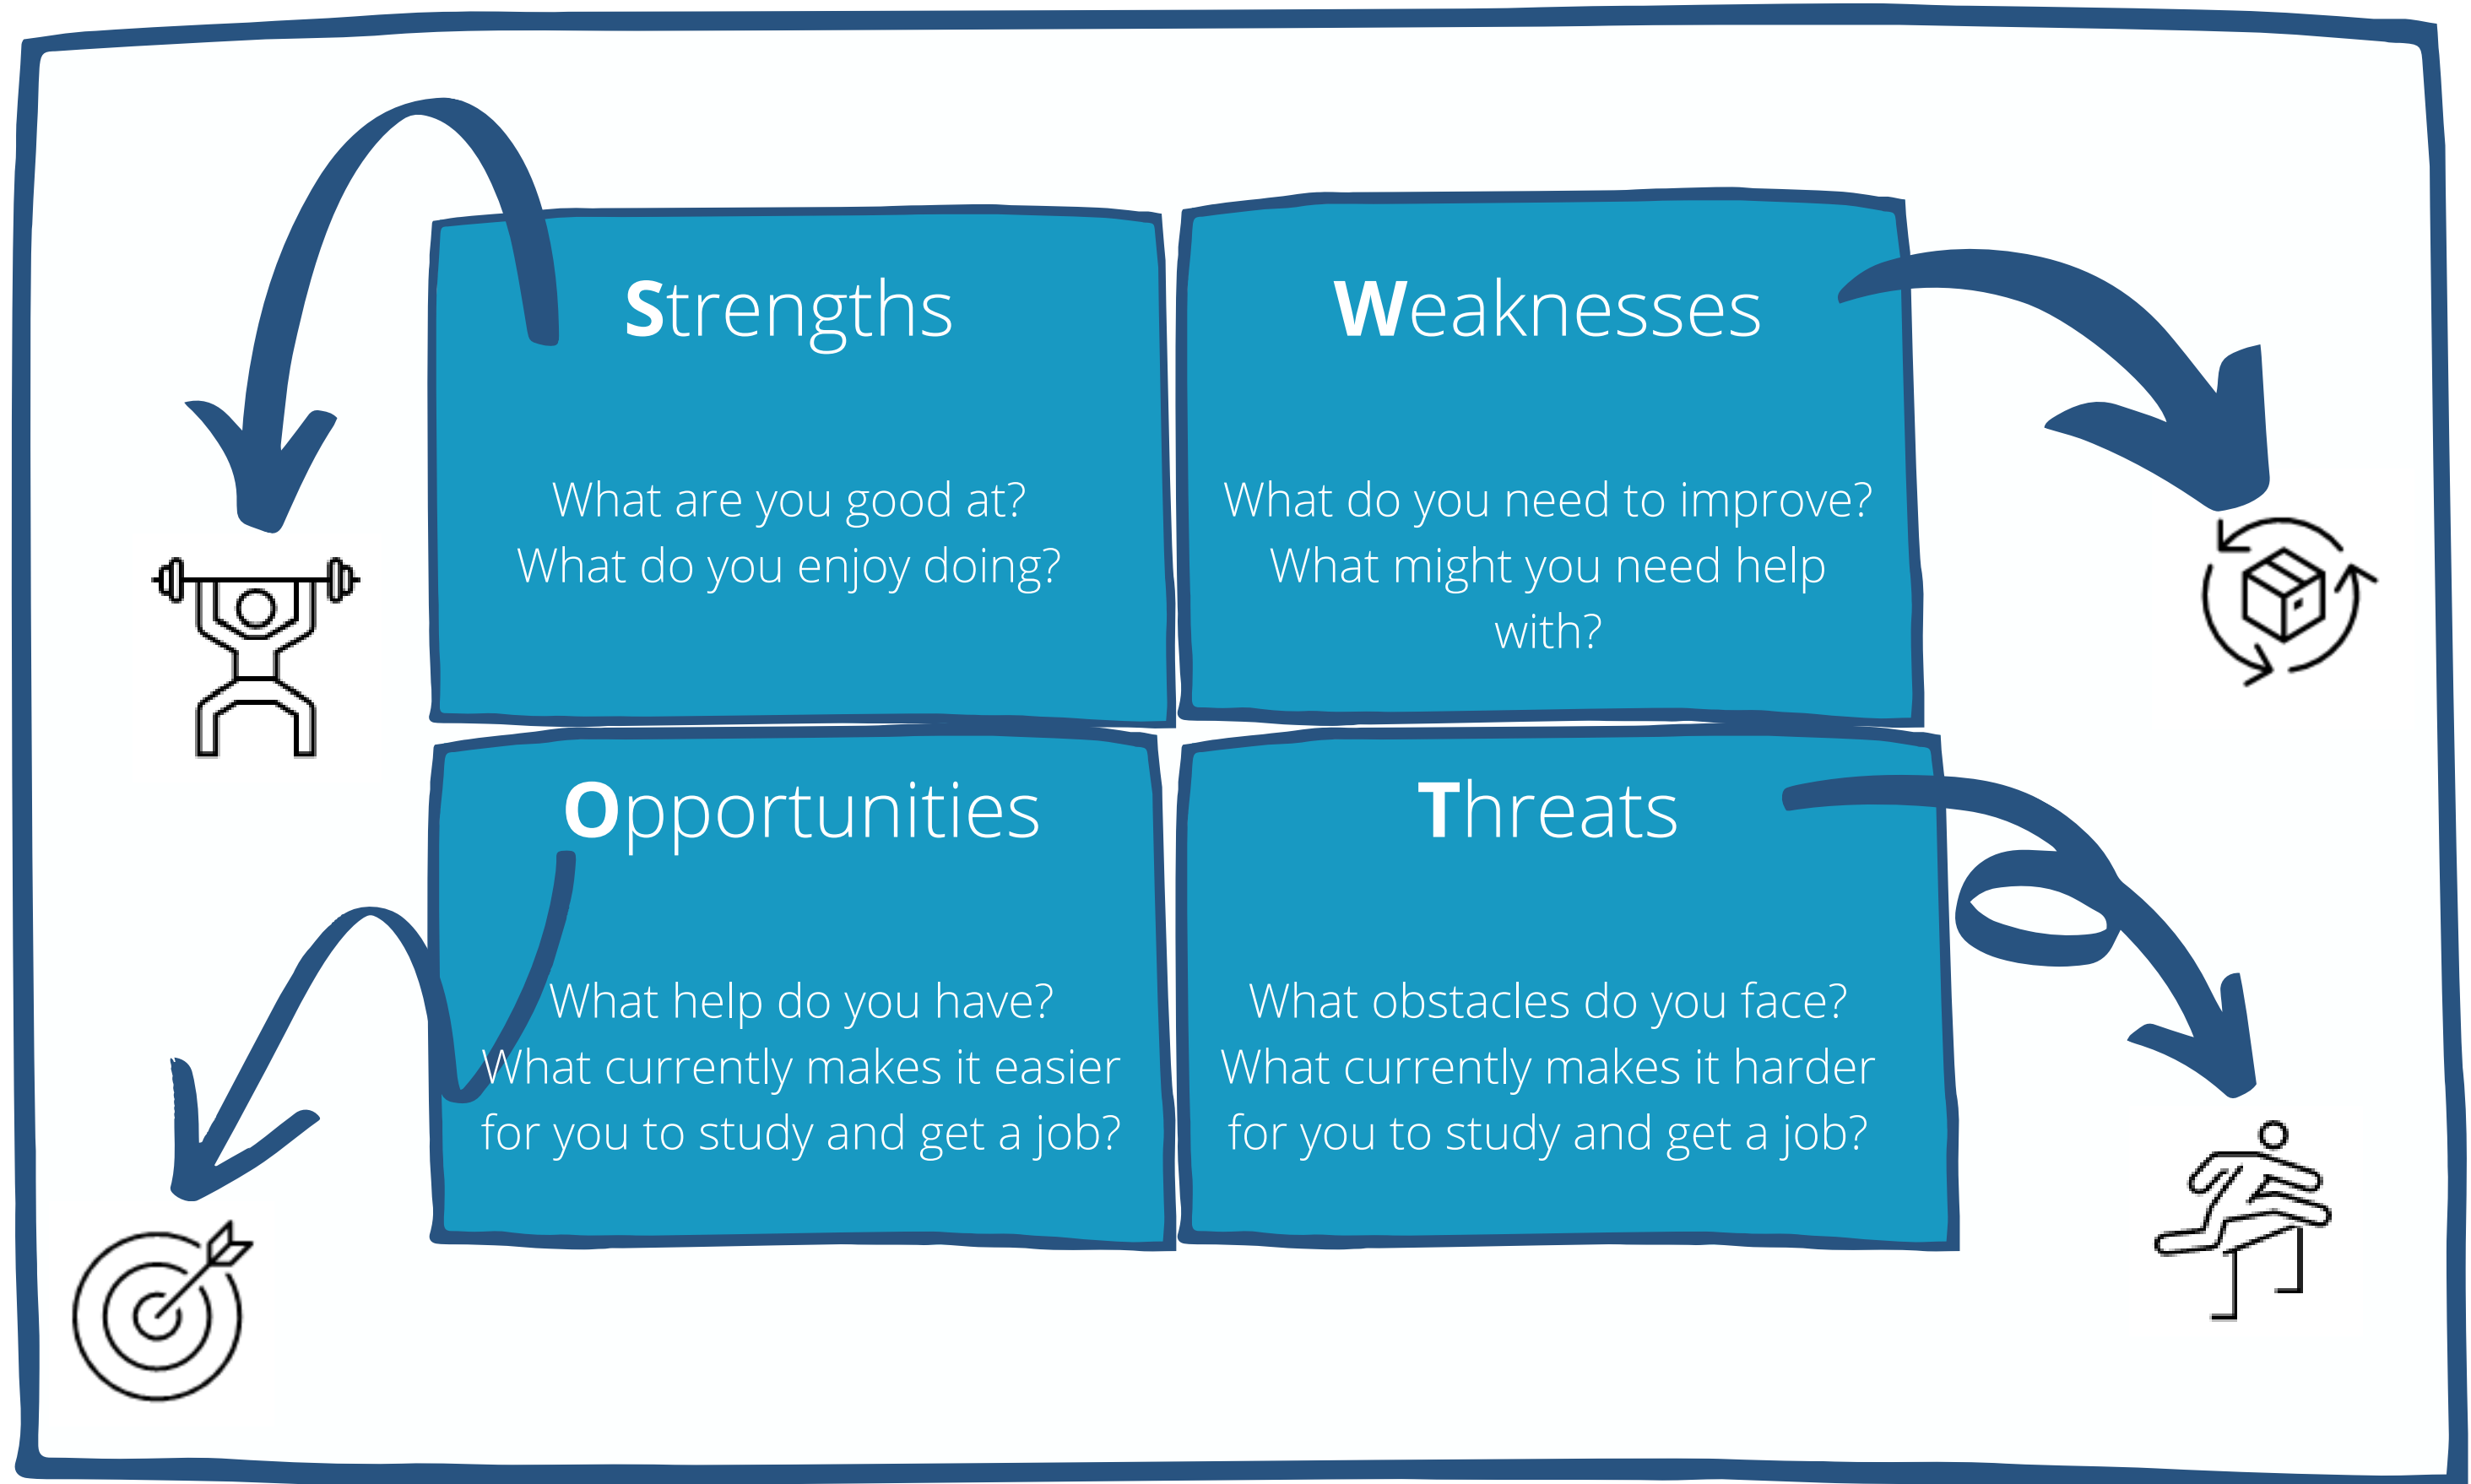 Strengths
What are you good at?
What do you enjoy doing?
Weaknesses
What do you need to improve?
What might you need help
with?
Opportunities
What help do you have?
What currently makes it easier
for you to study and get a job?
Threats
What obstacles do you face?
What currently makes it harder
for you to study and get a job?